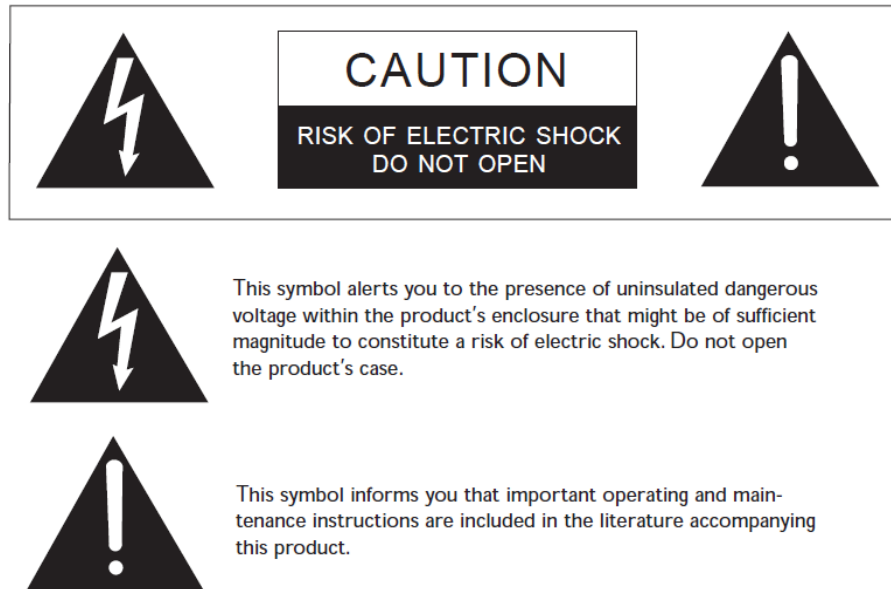 CAUTION
RISK OF ELECTRIC SHOCK
DO NOT OPEN
This symbol alerts you to the presence of uninsulated dangerous
voltage within the product's enclosure that might be of sufficient
magnitude to constitute a risk of electric shock. Do not open
the product's case.
This symbol informs you that important operating and main-
tenance instructions are included in the literature accompanying
this product.